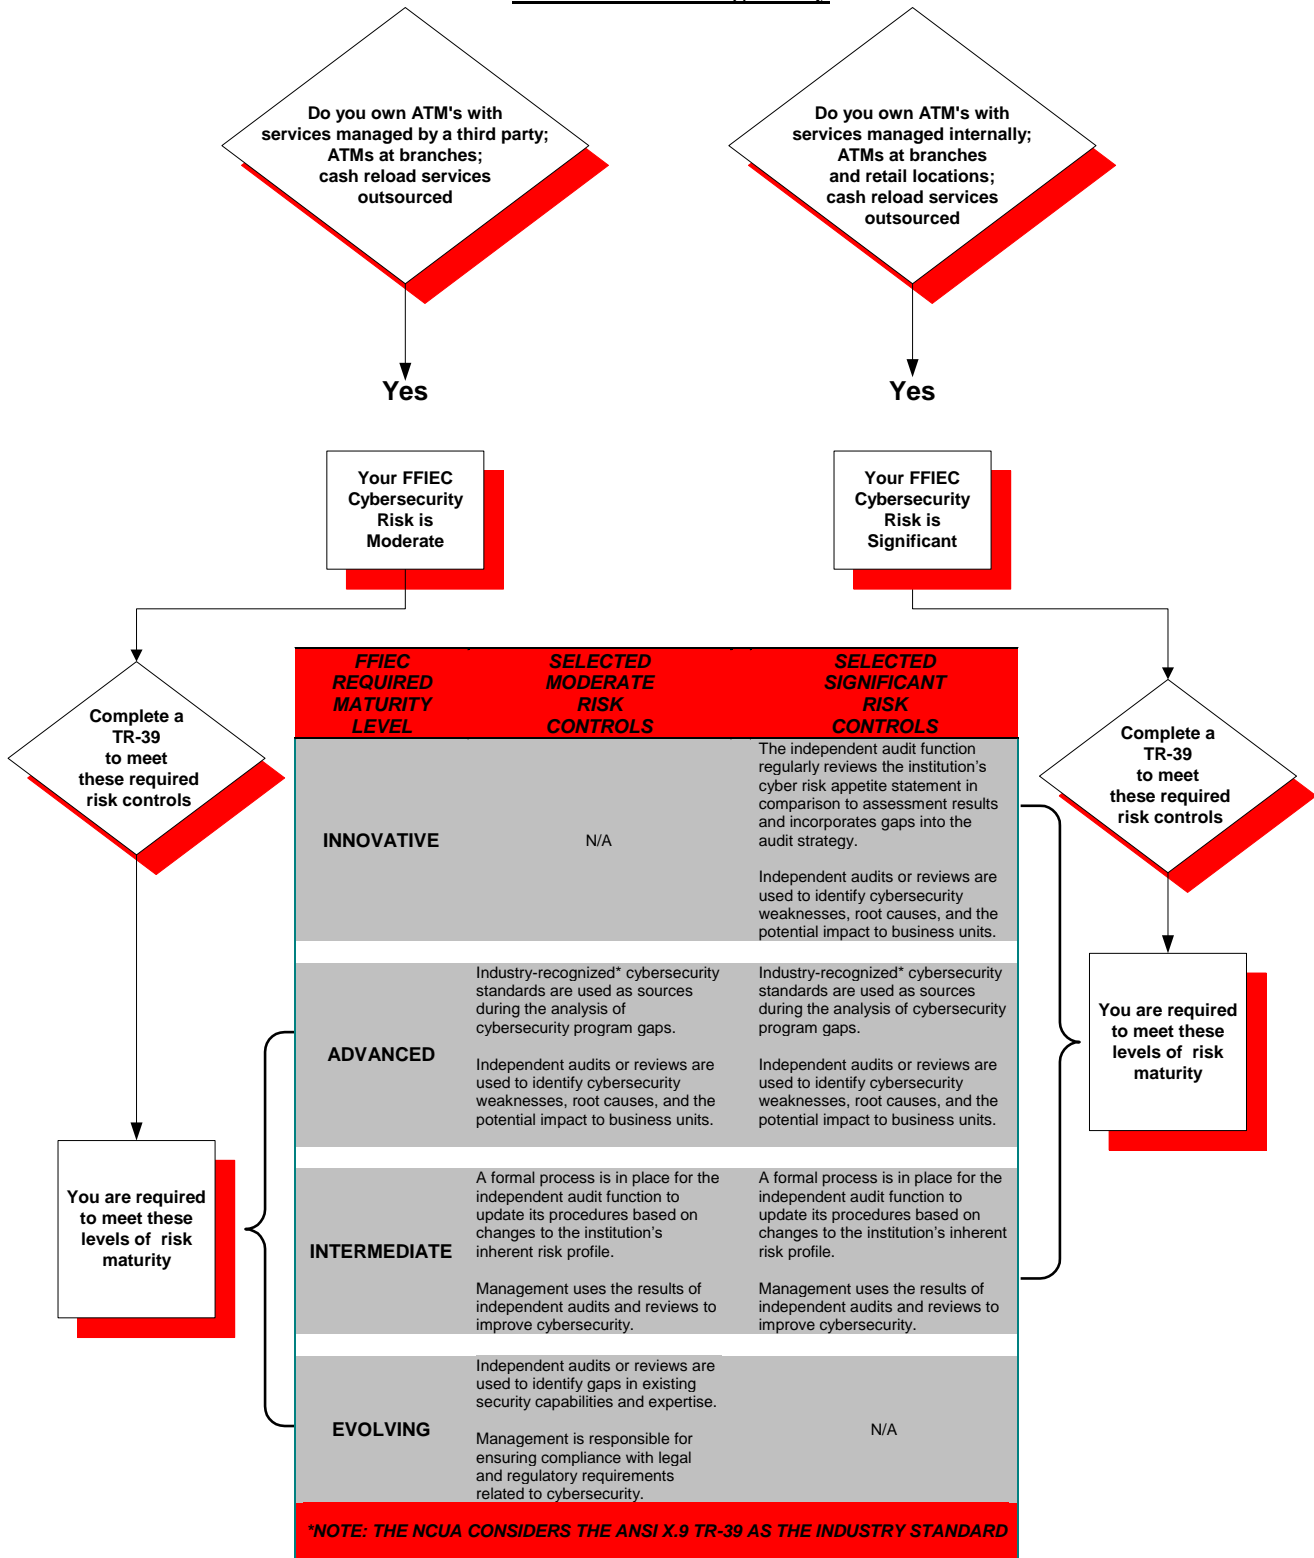 Do you own ATM's with
services managed by a third party;
ATMs at branches;
cash reload services
outsourced
Do you own ATM's with
services managed internally;
ATMs at branches
and retail locations;
cash reload services
outsourced
Yes
Yes
Your FFIEC
Cybersecurity
Risk is
Moderate
Your FFIEC
Cybersecurity
Risk is
Significant
Complete a
TR-39
to meet
these required
risk controls
Complete a
TR-39
to meet
these required
risk controls
FFIEC
REQUIRED
MATURITY
LEVEL
SELECTED
MODERATE
RISK
CONTROLS
SELECTED
SIGNIFICANT
RISK
CONTROLS
INNOVATIVE
N/A
The independent audit function
regularly reviews the institution’s
cyber risk appetite statement in
comparison to assessment results
and incorporates gaps into the
audit strategy.
Independent audits or reviews are
used to identify cybersecurity
weaknesses, root causes, and the
potential impact to business units.
ADVANCED
Industry-recognized* cybersecurity
standards are used as sources
during the analysis of
cybersecurity program gaps.
Independent audits or reviews are
used to identify cybersecurity
weaknesses, root causes, and the
potential impact to business units.
Industry-recognized* cybersecurity
standards are used as sources
during the analysis of cybersecurity
program gaps.
Independent audits or reviews are
used to identify cybersecurity
weaknesses, root causes, and the
potential impact to business units.
You are required
to meet these
levels of  risk
maturity
You are required
to meet these
levels of  risk
maturity
INTERMEDIATE
A formal process is in place for the
independent audit function to
update its procedures based on
changes to the institution’s
inherent risk profile.
Management uses the results of
independent audits and reviews to
improve cybersecurity.
A formal process is in place for the
independent audit function to
update its procedures based on
changes to the institution’s inherent
risk profile.
Management uses the results of
independent audits and reviews to
improve cybersecurity.
EVOLVING
Independent audits or reviews are
used to identify gaps in existing
security capabilities and expertise.
Management is responsible for
ensuring compliance with legal
and regulatory requirements
related to cybersecurity.
N/A
*NOTE: THE NCUA CONSIDERS THE ANSI X.9 TR-39 AS THE INDUSTRY STANDARD